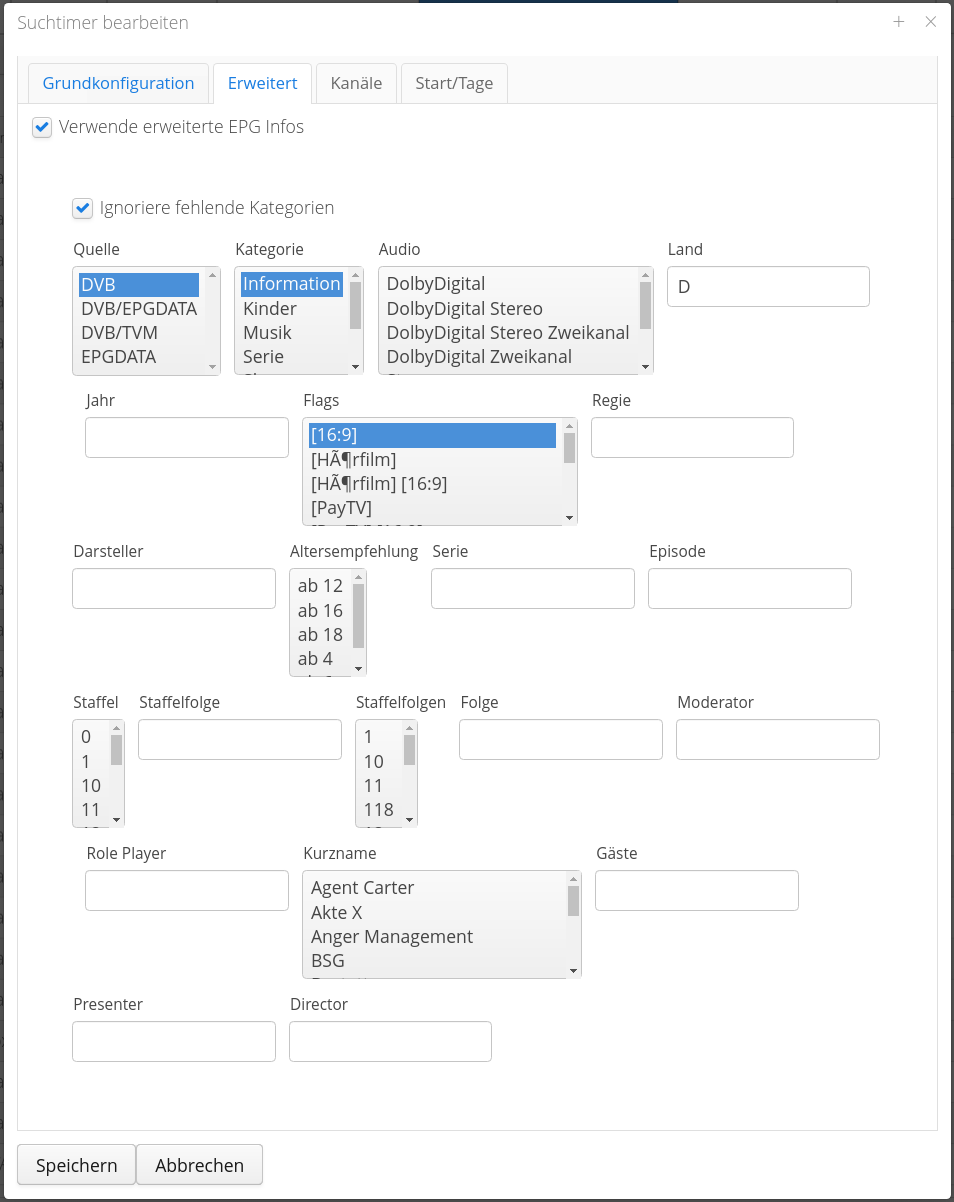 Suchtimer bearbeiten
Grundkonfiguration Erweitert Kanäle Start/Tage
Verwende erweiterte EPG Infos
Ignoriere fehlende Kategorien
Quelle Kategorie Audio Land
DVB Information DolbyDigital D
DVB/EPGDATA Kinder DolbyDigital Stereo
DVB/TVM Musik DolbyDigital Stereo Zweikanal
EPGDATA Serie DolbyDigital Zweikanal
Jahr Flags Regie
[16:9]
[HÃ¶rfilm]
[HÃ¶rfilm] [16:9]
[PayTV]
Darsteller Altersempfehlung Serie Episode
ab 12
ab 16
ab 18
ab 4
Staffel Staffelfolge Staffelfolgen Folge Moderator
0 1
1 10
10 11
11 118
Role Player Kurzname Gäste
Agent Carter
Akte X
Anger Management
BSG
Presenter Director
Speichern Abbrechen